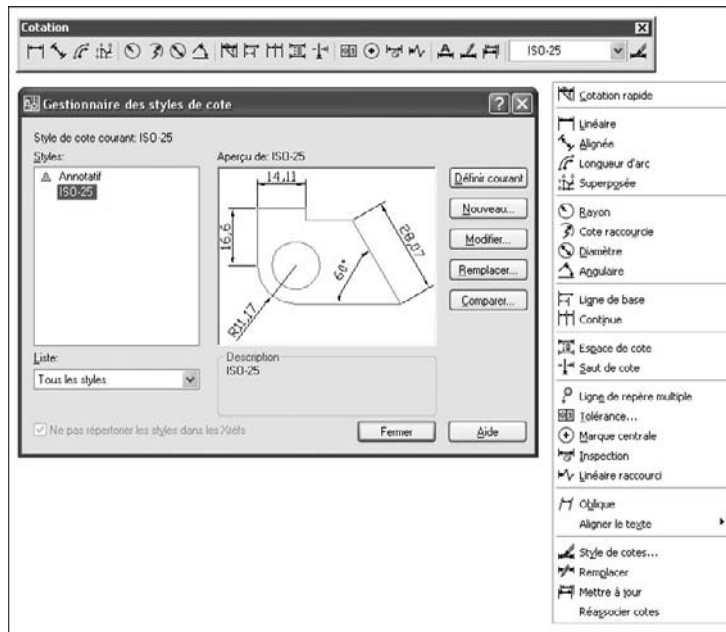 Cotation
ISO-25
Gestionnaire des styles de cote
Style de cote courant: ISO-25
Styles:
Annotatif
ISO-25
Aperçu de: ISO-25
14,11
16,6
28,07
60°
R11,17
Définir courant
Nouveau...
Modifier...
Remplacer...
Comparer...
Liste:
Tous les styles
Description
ISO-25
Ne pas répertorier les styles dans les Xréfs
Fermer
Aide
Cotation rapide
Linéaire
Alignée
Longueur d'arc
Superposée
Rayon
Cote raccourcie
Diamètre
Angulaire
Ligne de base
Continue
Espace de cote
Saut de cote
Ligne de repère multiple
Tolérance...
Marque centrale
Inspection
Linéaire raccourci
Oblique
Aligner le texte
Style de cotes...
Remplacer
Mettre à jour
Réassocier cotes